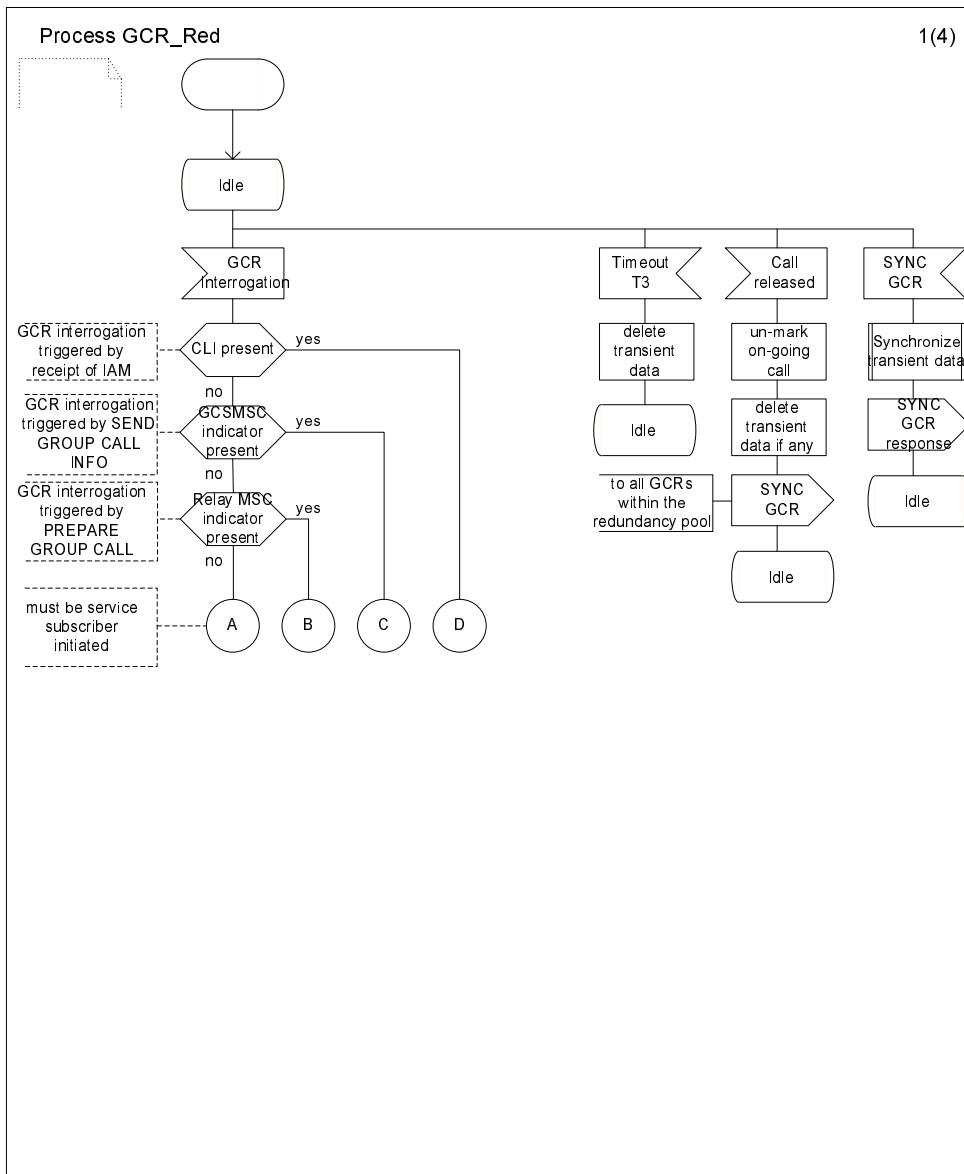 Process GCR_Red
1(4)
Idle
GCR
Interrogation
Timeout
T3
Call
released
SYNC
GCR
GCR interrogation
triggered by
receipt of IAM
CLI present
yes
no
delete
transient
data
un-mark
on-going
call
Synchronize
transient data
GCR interrogation
triggered by SEND
GROUP CALL
INFO
GCSMSC
indicator
present
yes
no
Idle
delete
transient
data if any
SYNC
GCR
response
GCR interrogation
triggered by
PREPARE
GROUP CALL
Relay MSC
indicator
present
yes
no
to all GCRs
within the
redundancy pool
SYNC
GCR
Idle
Idle
must be service
subscriber
initiated
A
B
C
D